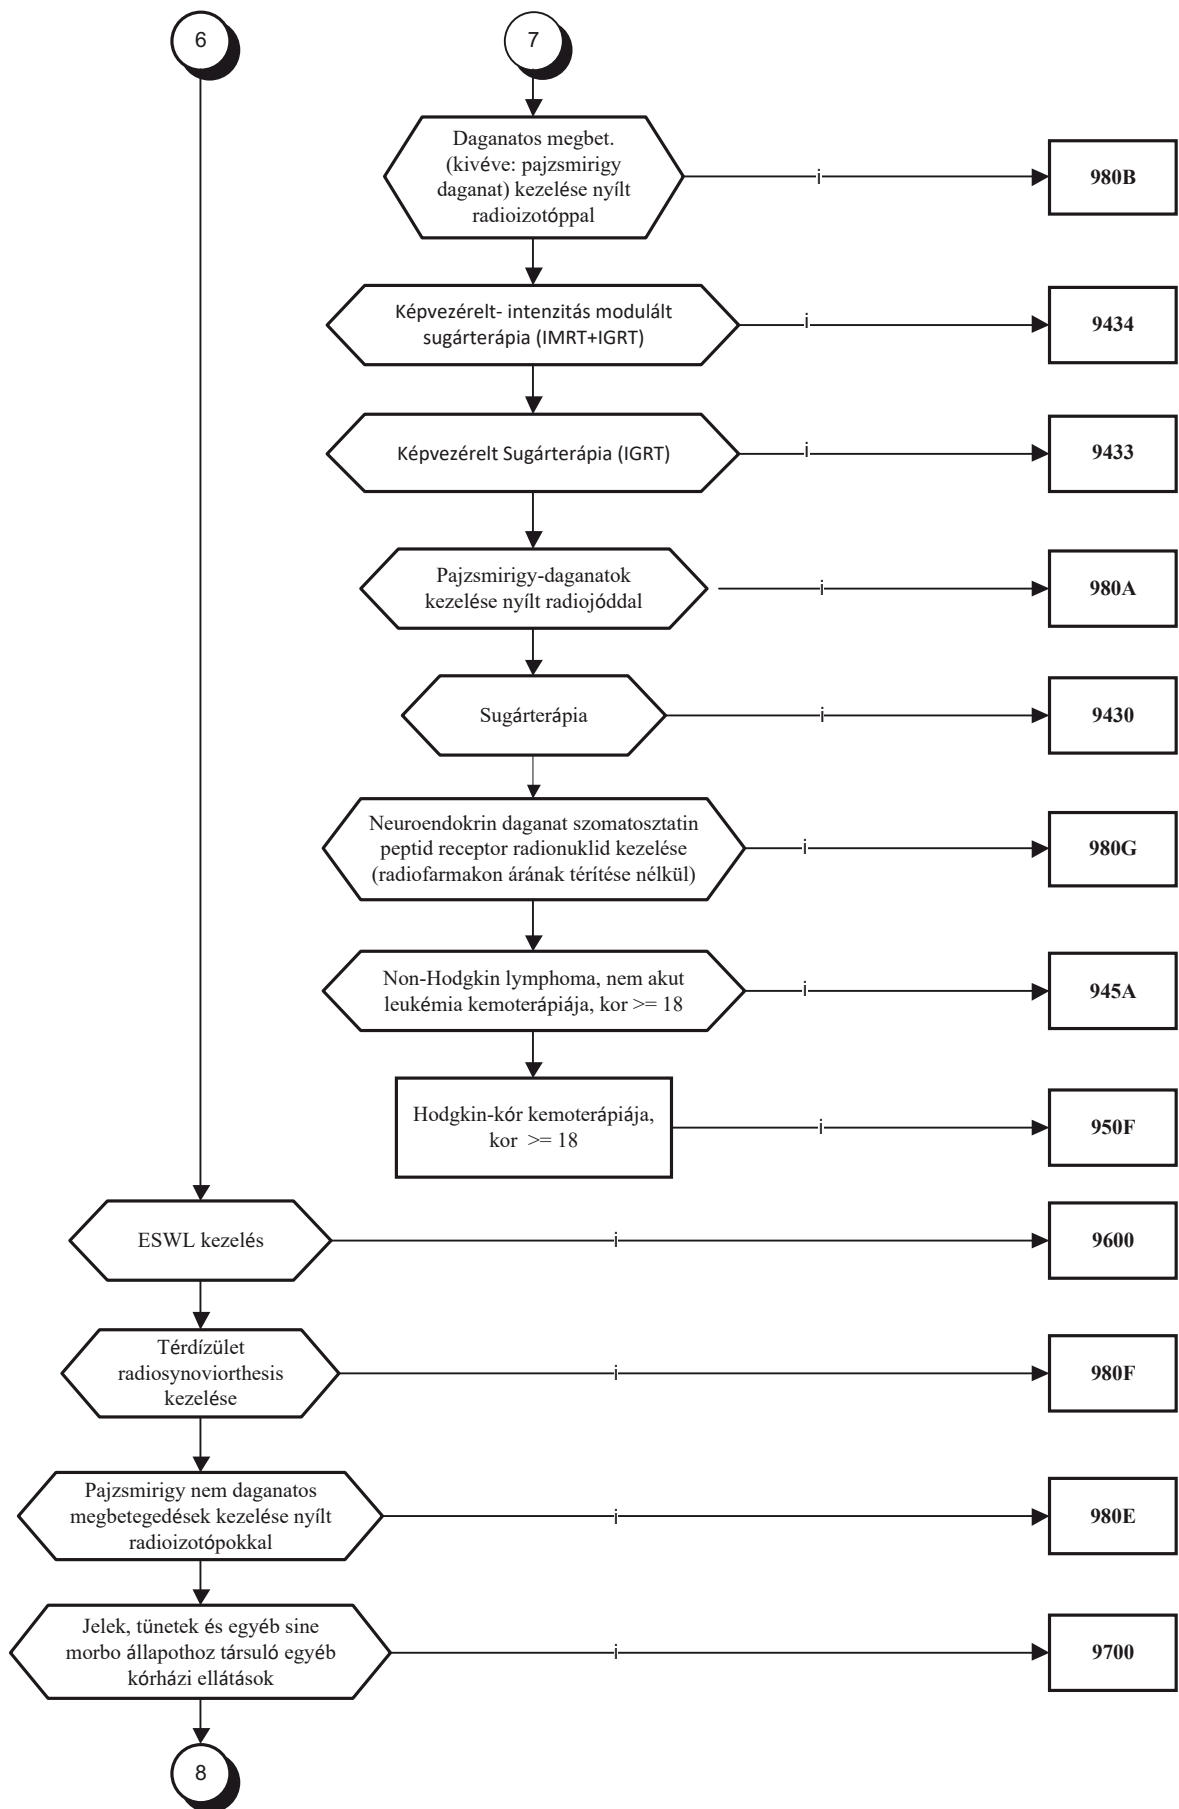 6
7
Daganatos megbet.
(kivéve: pajzsmirigy
daganat) kezelése nyílt
radioizotóppal
i
980B
Képvezérelt- intenzitás modulált
sugárterápia (IMRT+IGRT)
i
9434
Képvezérelt Sugárterápia (IGRT)
i
9433
Pajzsmirigy-daganatok
kezelése nyílt radiojóddal
i
980A
Sugárterápia
i
9430
Neuroendokrin daganat szomatosztatin
peptid receptor radionuklid kezelése
(radiofarmakon árának térítése nélkül)
i
980G
Non-Hodgkin lymphoma, nem akut
leukémia kemoterápiája, kor >= 18
i
945A
Hodgkin-kór kemoterápiája,
kor >= 18
i
950F
ESWL kezelés
i
9600
Térdízület
radiosynoviorthesis
kezelése
i
980F
Pajzsmirigy nem daganatos
megbetegedések kezelése nyílt
radioizotópokkal
i
980E
Jelek, tünetek és egyéb sine
morbo állapothoz társuló egyéb
kórházi ellátások
i
9700
8